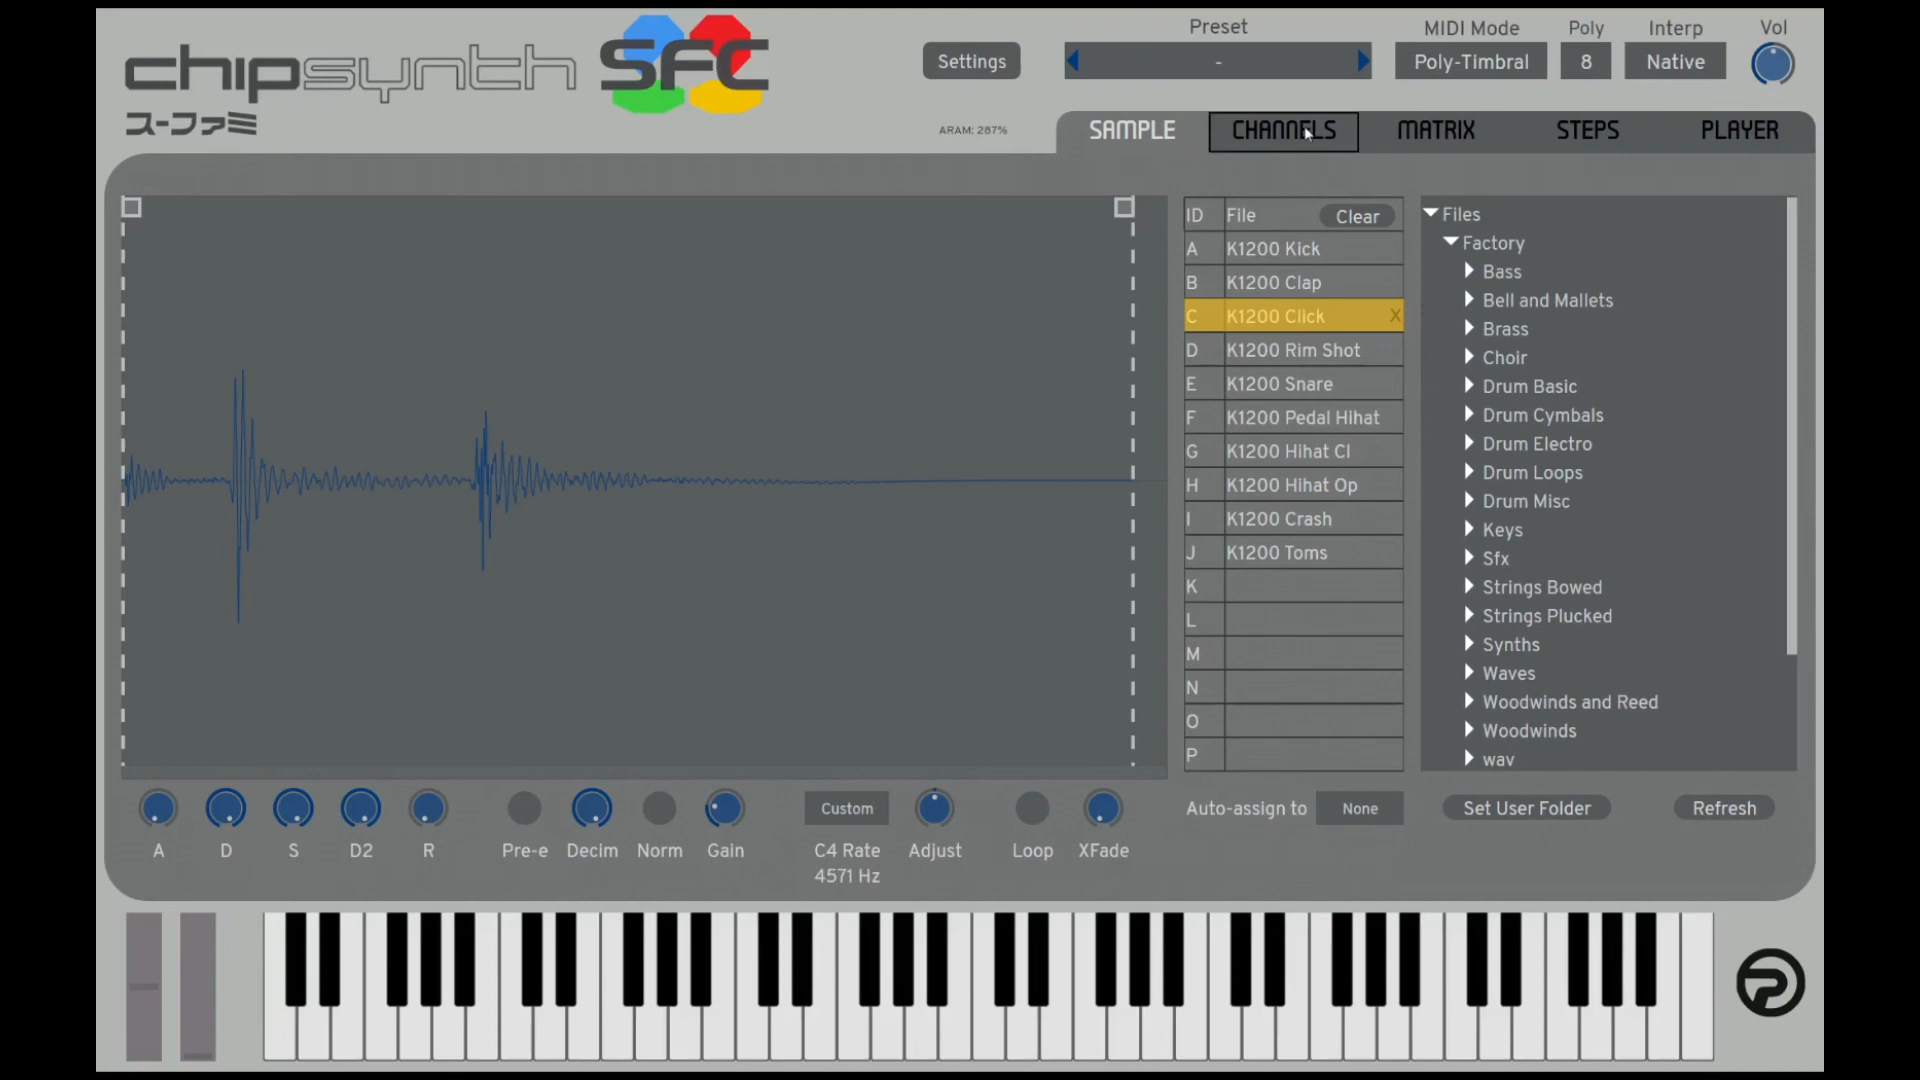 chipsynth SFC
スーファミ
Settings
Preset
-
MIDI Mode
Poly-Timbral
Poly
8
Interp
Native
Vol
ARAM: 287%
SAMPLE
CHANNELS
MATRIX
STEPS
PLAYER
ID File Clear
A K1200 Kick
B K1200 Clap
C K1200 Click X
D K1200 Rim Shot
E K1200 Snare
F K1200 Pedal Hihat
G K1200 Hihat Cl
H K1200 Hihat Op
I K1200 Crash
J K1200 Toms
K
L
M
N
O
P
Files
Factory
Bass
Bell and Mallets
Brass
Choir
Drum Basic
Drum Cymbals
Drum Electro
Drum Loops
Drum Misc
Keys
Sfx
Strings Bowed
Strings Plucked
Synths
Waves
Woodwinds and Reed
Woodwinds
wav
A
D
S
D2
R
Pre-e
Decim
Norm
Gain
Custom
C4 Rate
4571 Hz
Adjust
Loop
XFade
Auto-assign to
None
Set User Folder
Refresh